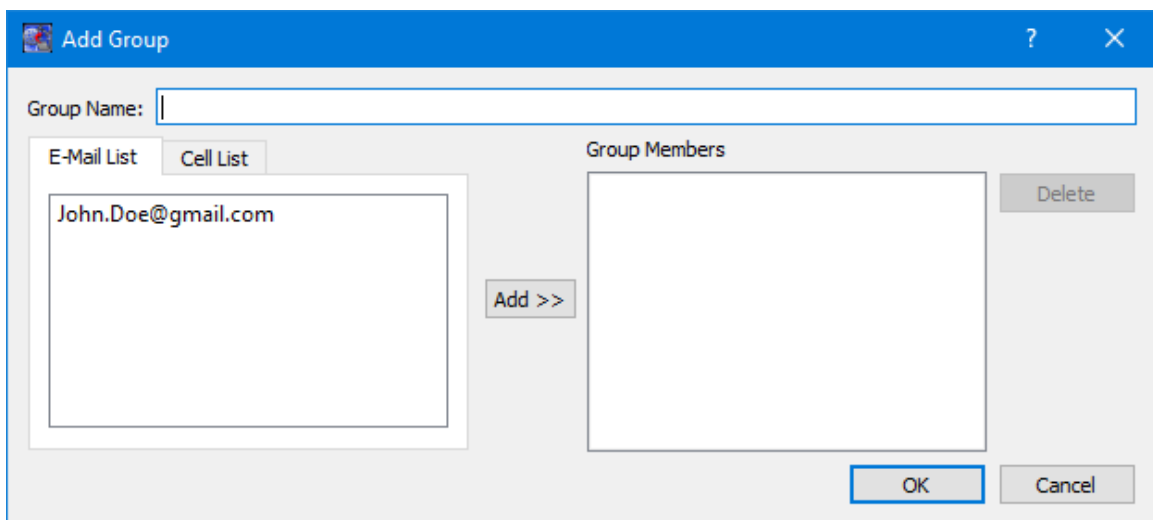 Add Group
?
Group Name:
E-Mail List
Cell List
Group Members
John.Doe@gmail.com
Delete
Add >>
OK
Cancel